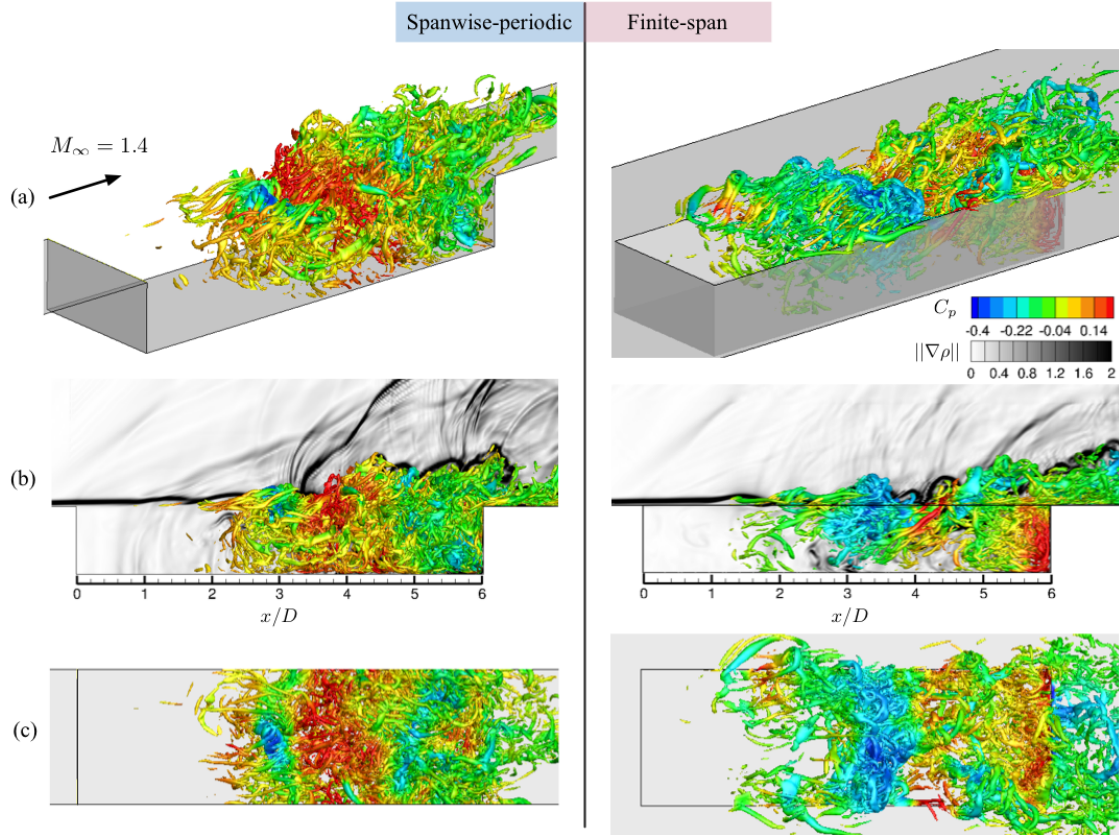 Spanwise-periodic
Finite-span
(a)
M∞ = 1.4
C_p
-0.4 -0.22 -0.04 0.14
||∇ρ||
0 0.4 0.8 1.2 1.6 2
(b)
0 1 2 3 4 5 6
x/D
0 1 2 3 4 5 6
x/D
(c)